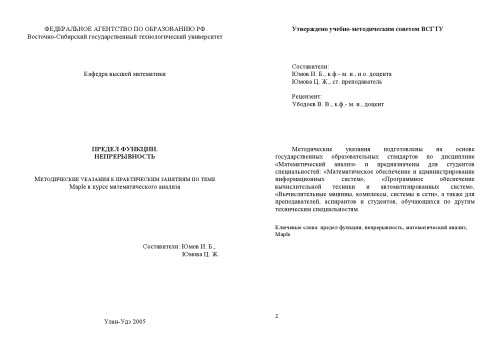 ФЕДЕРАЛЬНОЕ АГЕНТСТВО ПО ОБРАЗОВАНИЮ РФ
Восточно-Сибирский государственный технологический университет
Кафедра высшей математики
ПРЕДЕЛ ФУНКЦИИ.
НЕПРЕРЫВНОСТЬ
МЕТОДИЧЕСКИЕ УКАЗАНИЯ К ПРАКТИЧЕСКИМ ЗАНЯТИЯМ ПО ТЕМЕ
Maple в курсе математического анализа
Составители: Юмов И. Б.,
Юмова Ц. Ж.
Улан-Удэ 2005
Утверждено учебно-методическим советом ВСГТУ
Составители:
Юмов И. Б., к.ф.- м. н., и.о. доцента
Юмова Ц. Ж., ст. преподаватель
Рецензент:
Убодоев В. В., к.ф.- м. н., доцент
Методические указания подготовлены на основе
государственных образовательных стандартов по дисциплине
«Математический анализ» и предназначены для студентов
специальностей: «Математическое обеспечение и администрирование
информационных систем», «Программное обеспечение
вычислительной техники и автоматизированных систем»,
«Вычислительные машины, комплексы, системы и сети», а также для
преподавателей, аспирантов и студентов, обучающихся по другим
техническим специальностям.
Ключевые слова: предел функции, непрерывность, математический анализ,
Maple
2